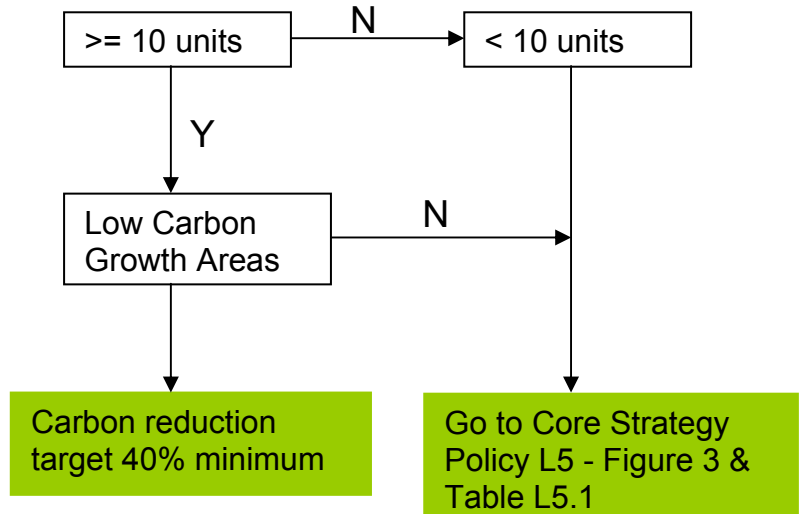 >= 10 units
N
< 10 units
Y
Low Carbon
Growth Areas
N
Carbon reduction
target 40% minimum
Go to Core Strategy
Policy L5 - Figure 3 &
Table L5.1